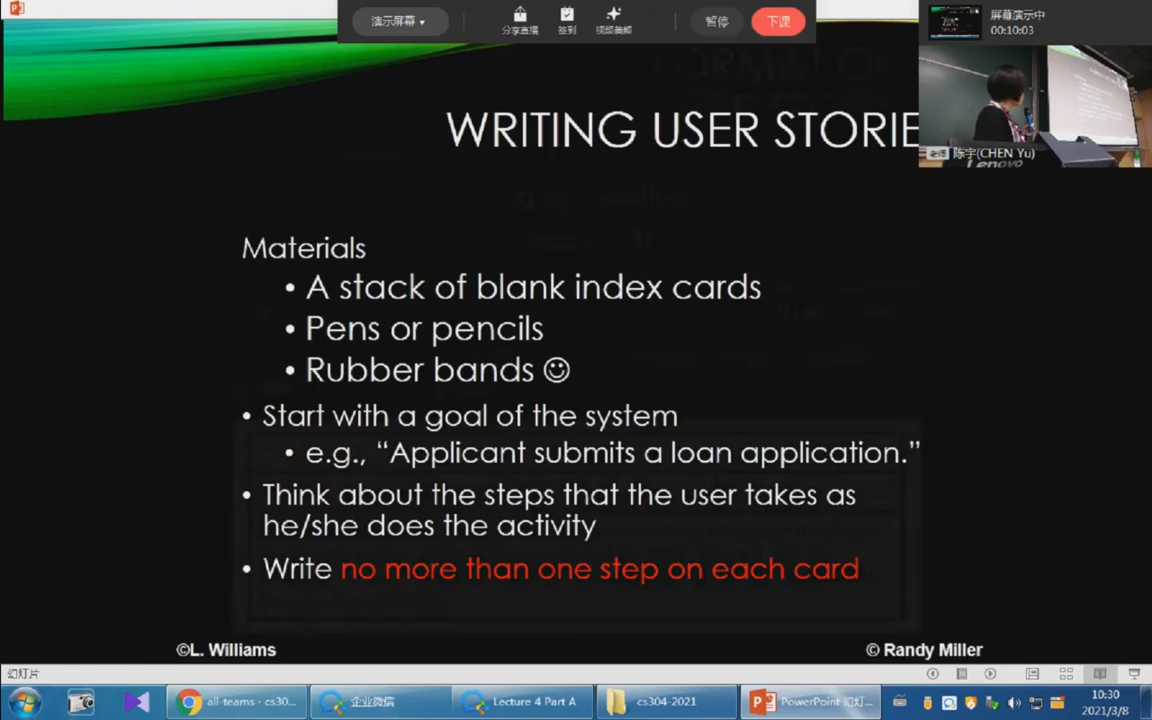 演示屏幕
分享直播
签到
视频美颜
暂停
下课
屏幕演示中
00:10:03
老师 陈宇(CHEN Yu)
Lenovo
WRITING USER STORIE
Materials
• A stack of blank index cards
• Pens or pencils
• Rubber bands ☺
• Start with a goal of the system
• e.g., “Applicant submits a loan application.”
• Think about the steps that the user takes as
he/she does the activity
• Write no more than one step on each card
©L. Williams
© Randy Miller
幻灯片
all-teams - cs30...
企业微信
Lecture 4 Part A
cs304-2021
PowerPoint 幻灯...
10:30
2021/3/8